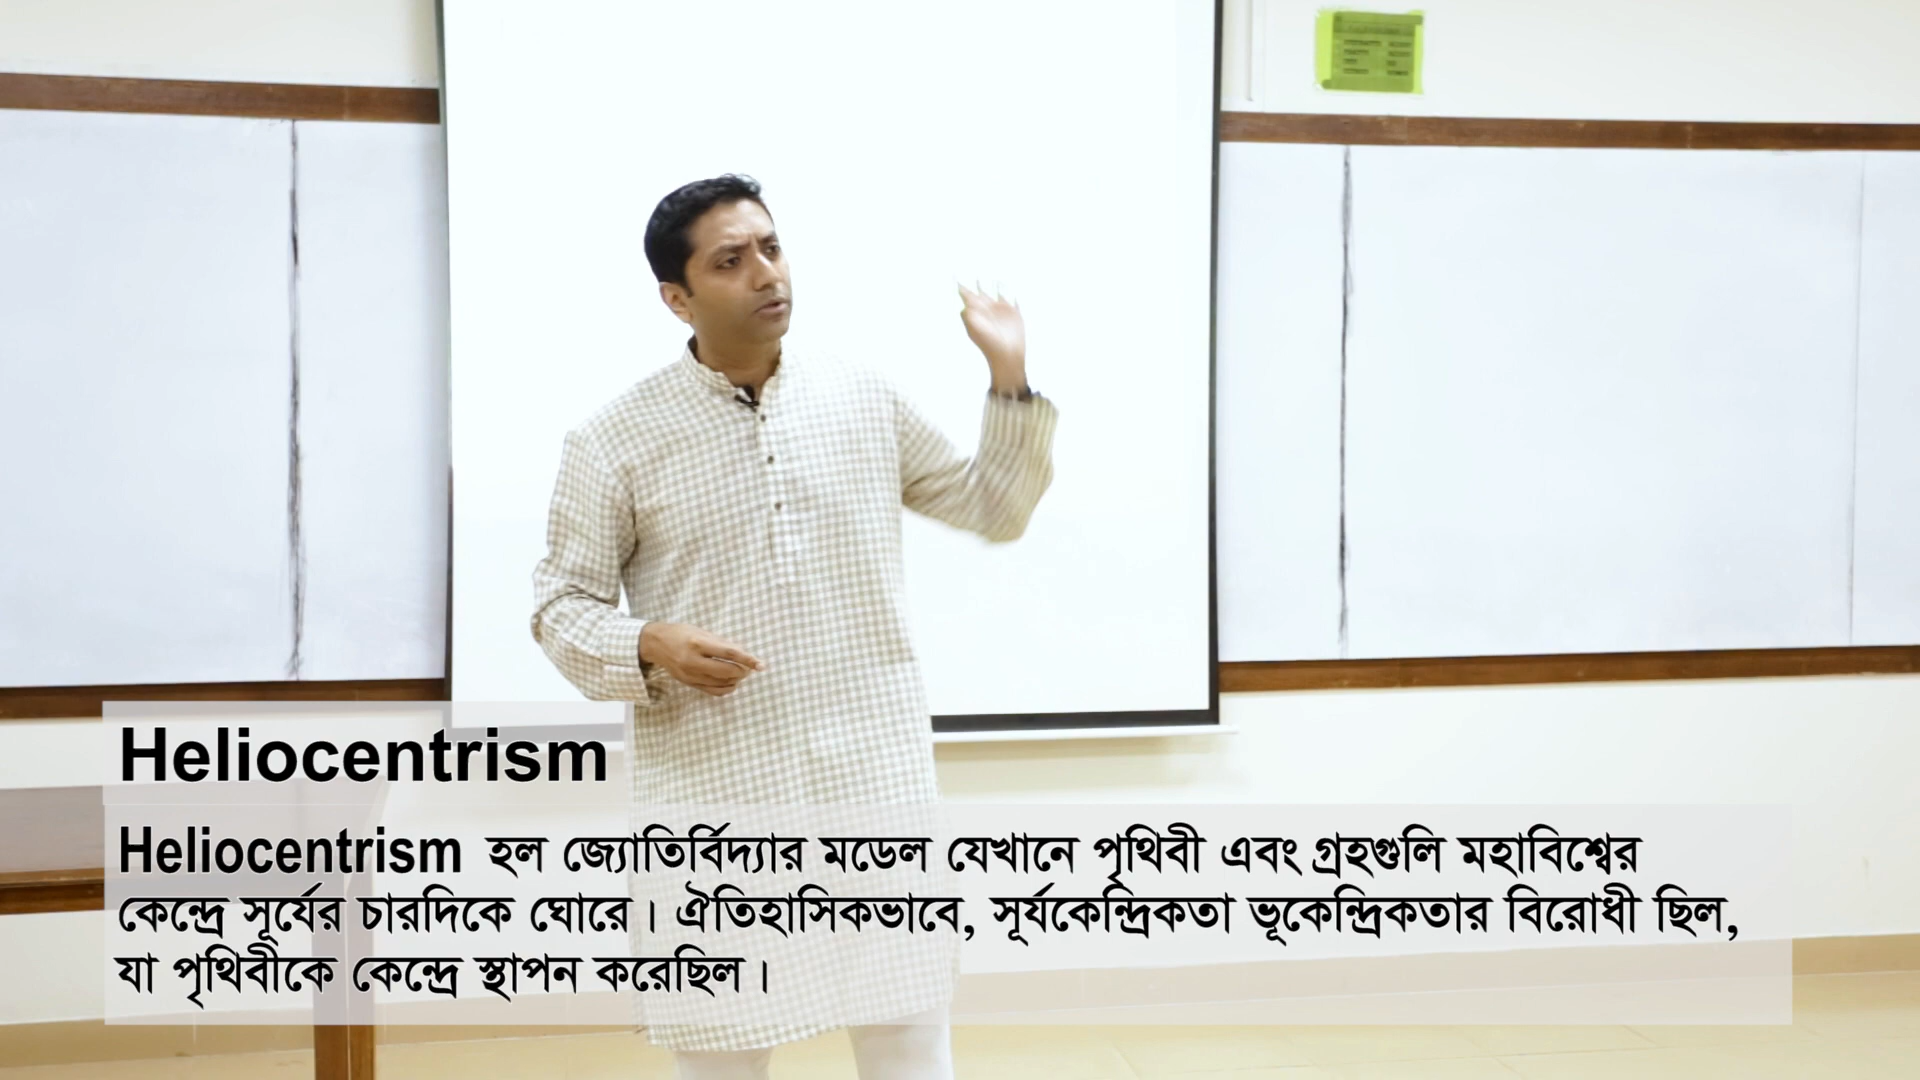 Heliocentrism
Heliocentrism হল জ্যোতির্বিদ্যার মডেল যেখানে পৃথিবী এবং গ্রহগুলি মহাবিশ্বের
কেন্দ্রে সূর্যের চারদিকে ঘোরে। ঐতিহাসিকভাবে, সূর্যকেন্দ্রিকতা ভূকেন্দ্রিকতার বিরোধী ছিল,
যা পৃথিবীকে কেন্দ্রে স্থাপন করেছিল।